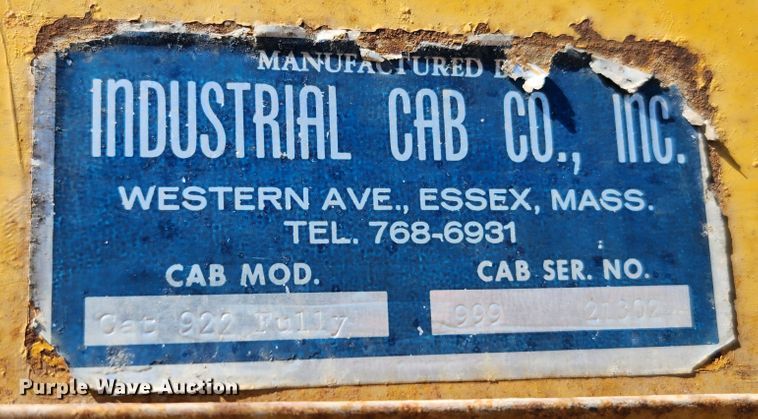 MANUFACTURED
INDUSTRIAL CAB CO., INC.
WESTERN AVE., ESSEX, MASS.
TEL. 768-6931
CAB MOD. CAB SER. NO.
Cat 922 Fully 999 21302
Purple Wave Auction